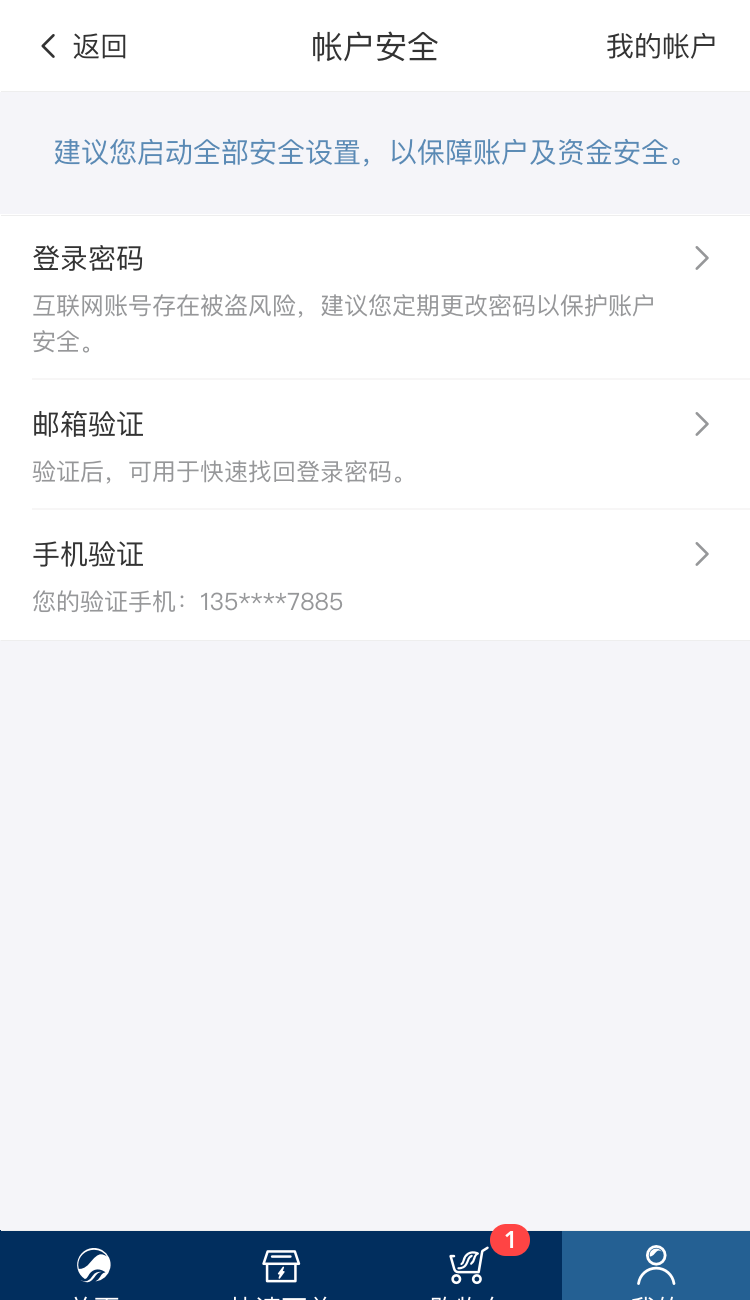 返回
帐户安全
我的帐户
建议您启动全部安全设置，以保障账户及资金安全。
登录密码
互联网账号存在被盗风险，建议您定期更改密码以保护账户
安全。
邮箱验证
验证后，可用于快速找回登录密码。
手机验证
您的验证手机：135****7885
1